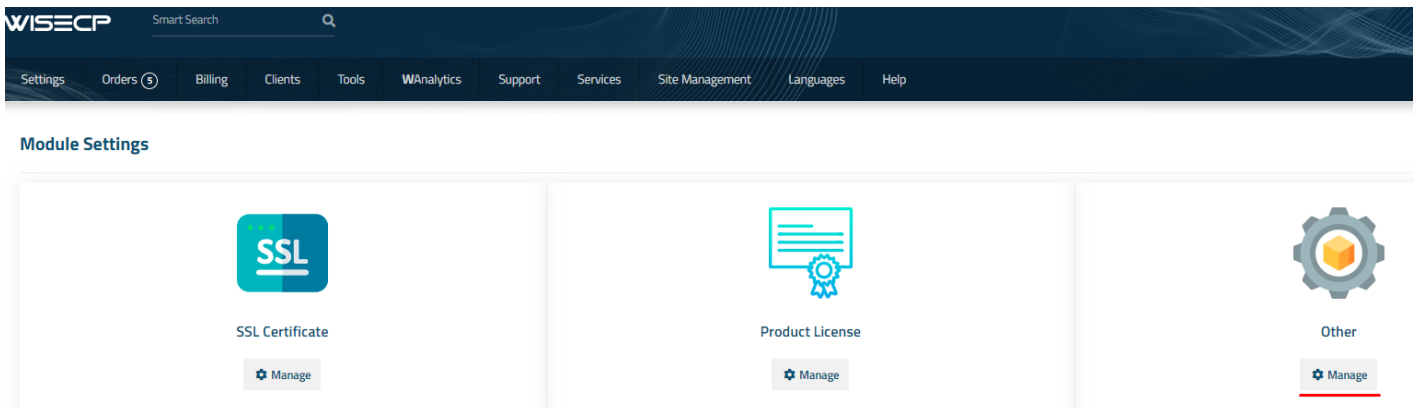 WISECP Smart Search
Settings Orders 5 Billing Clients Tools WAnalytics Support Services Site Management Languages Help
Module Settings
SSL
SSL Certificate Product License Other
Manage Manage Manage